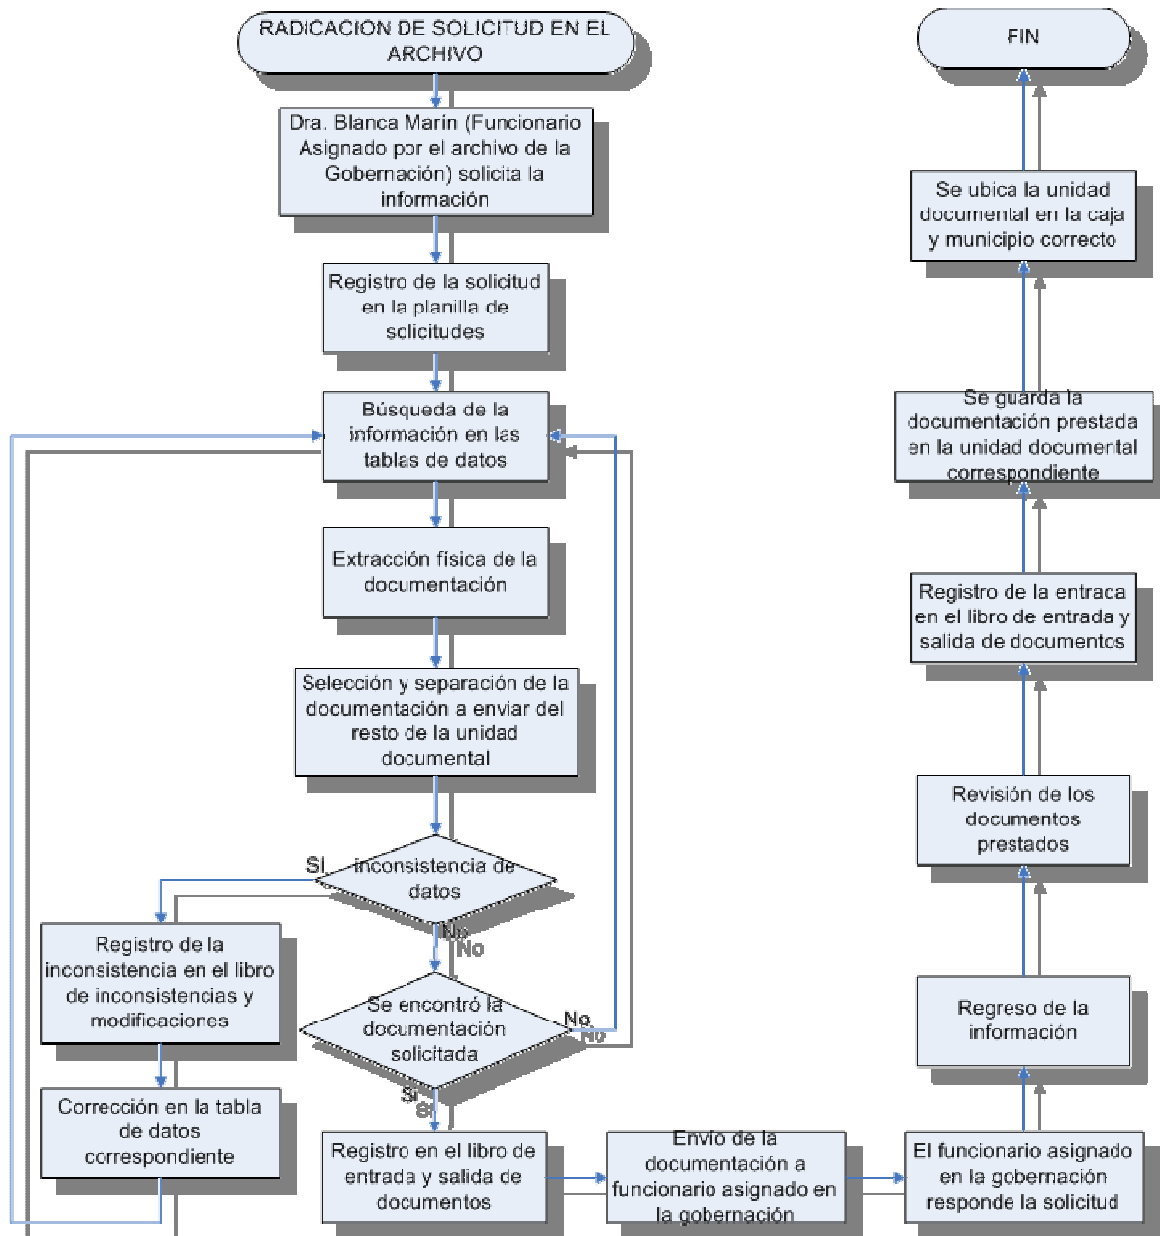 RADICACION DE SOLICITUD EN EL
ARCHIVO
Dra. Blanca Marín (Funcionario
Asignado por el archivo de la
Gobernación) solicita la
información
Registro de la solicitud
en la planilla de
solicitudes
Búsqueda de la
información en las
tablas de datos
Extracción física de la
documentación
Selección y separación de la
documentación a enviar del
resto de la unidad
documental
Si
inconsistencia de
datos
No
No
Registro de la
inconsistencia en el libro
de inconsistencias y
modificaciones
Corrección en la tabla
de datos
correspondiente
Se encontró la
documentación
solicitada
No
No
Si
Si
Registro en el libro de
entrada y salida de
documentos
Envío de la
documentación a
funcionario asignado en
la gobernación
El funcionario asignado
en la gobernación
responde la solicitud
Regreso de la
información
Revisión de los
documentos
prestados
Registro de la entraca
en el libro de entrada y
salida de documentos
Se guarda la
documentación prestada
en la unidad documental
correspondiente
Se ubica la unidad
documental en la caja
y municipio correcto
FIN